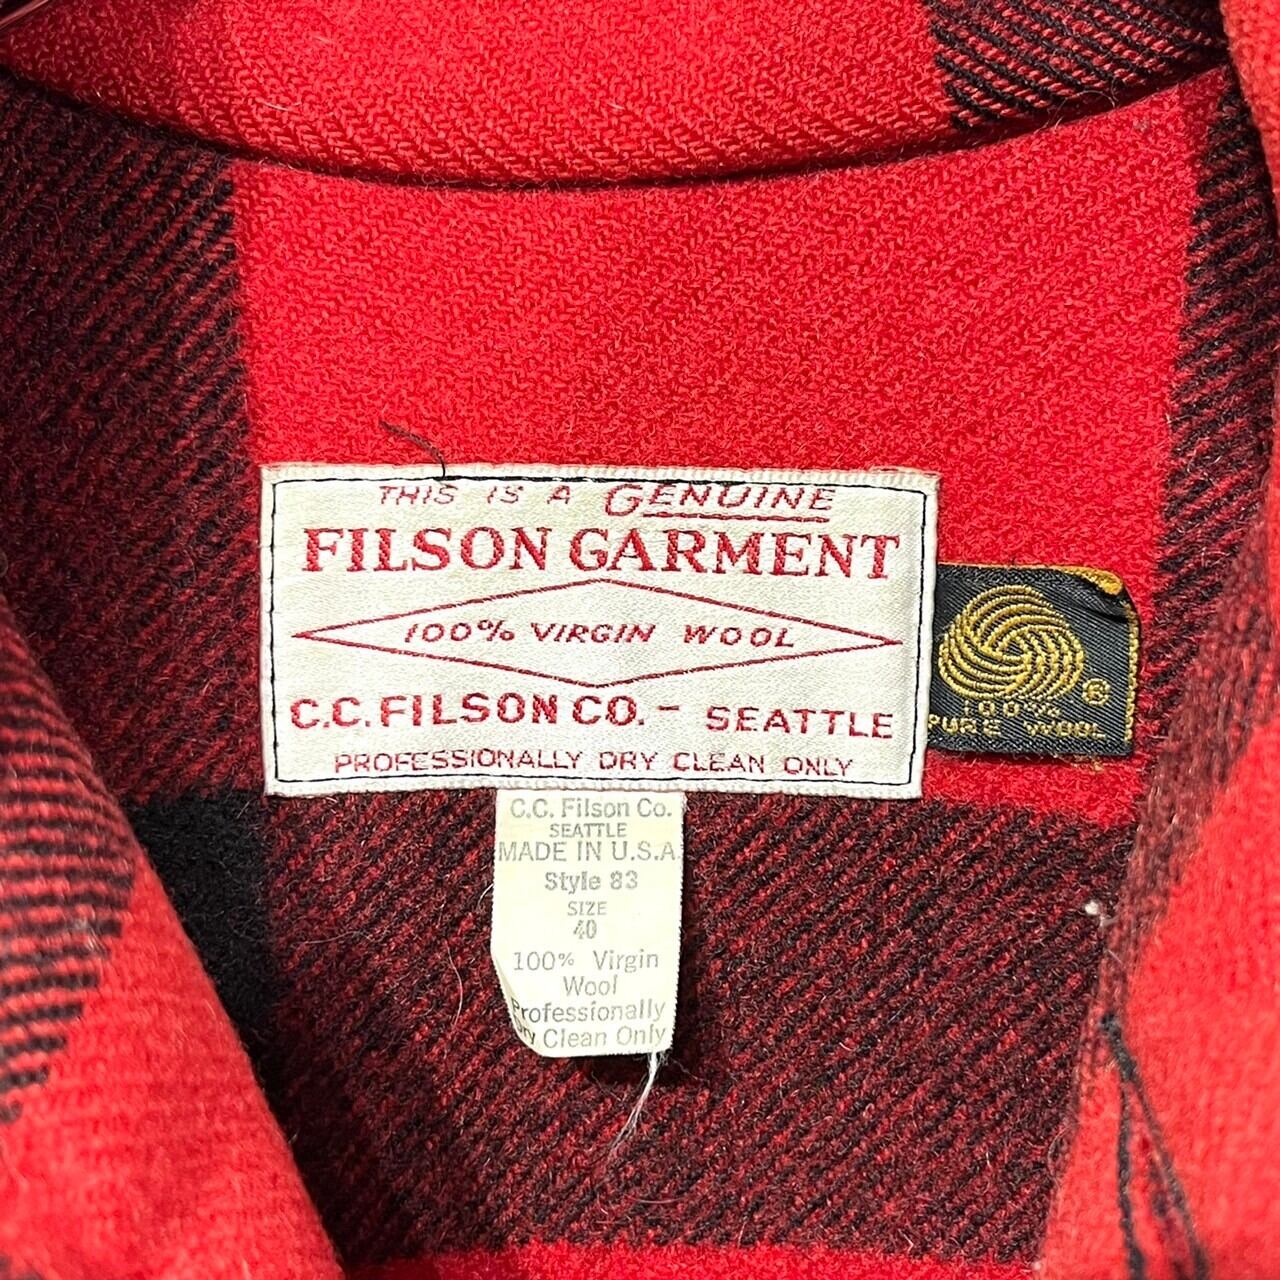 THIS IS A GENUINE
FILSON GARMENT
100% VIRGIN WOOL
C.C. FILSON CO. - SEATTLE
PROFESSIONALLY DRY CLEAN ONLY
®
100%
PURE WOOL
C.C. Filson Co.
SEATTLE
MADE IN U.S.A
Style 83
SIZE
40
100% Virgin
Wool
Professionally
Dry Clean Only